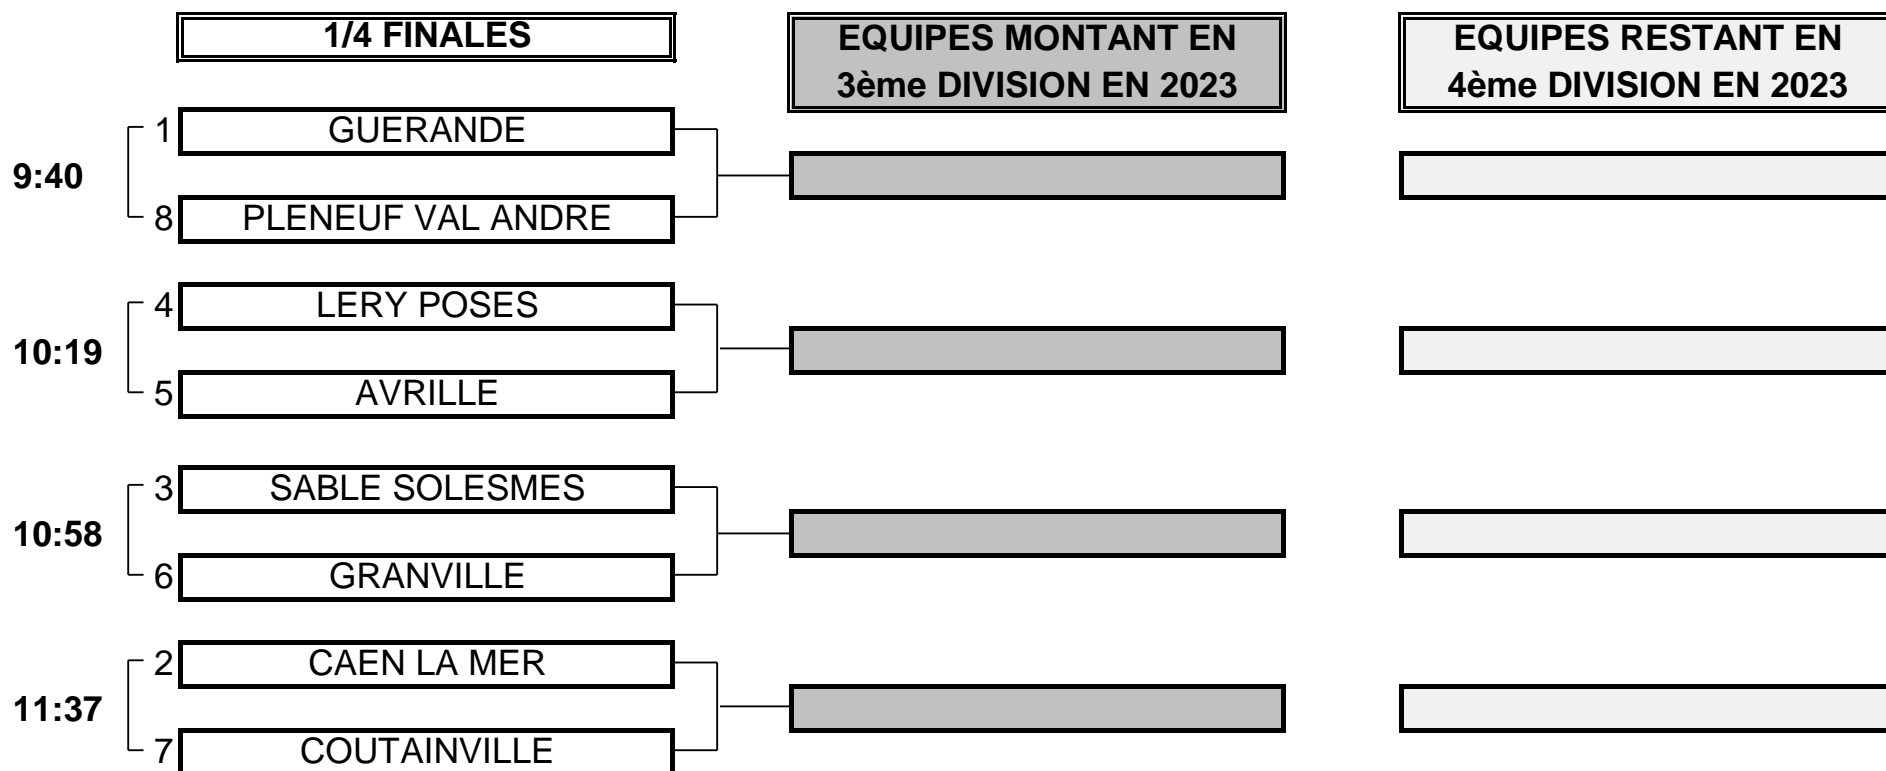 1/4 FINALES
EQUIPES MONTANT EN
3ème DIVISION EN 2023
EQUIPES RESTANT EN
4ème DIVISION EN 2023
9:40
1 GUERANDE
8 PLENEUF VAL ANDRE
10:19
4 LERY POSES
5 AVRILLE
10:58
3 SABLE SOLESMES
6 GRANVILLE
11:37
2 CAEN LA MER
7 COUTAINVILLE